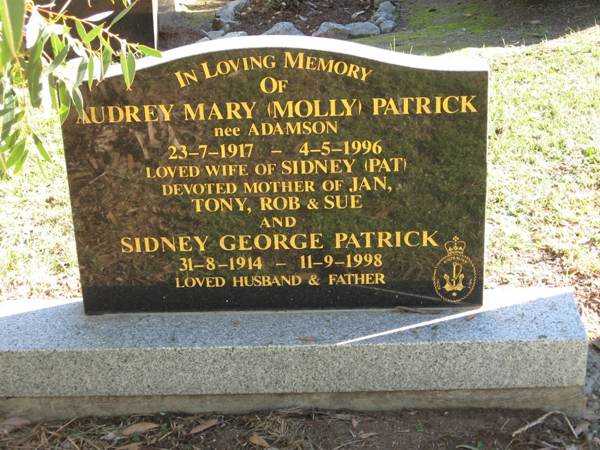 IN LOVING MEMORY
OF
AUDREY MARY (MOLLY) PATRICK
nee ADAMSON
23-7-1917 - 4-5-1996
LOVED WIFE OF SIDNEY (PAT)
DEVOTED MOTHER OF JAN,
TONY, ROB & SUE
AND
SIDNEY GEORGE PATRICK
31-8-1914 - 11-9-1998
LOVED HUSBAND & FATHER